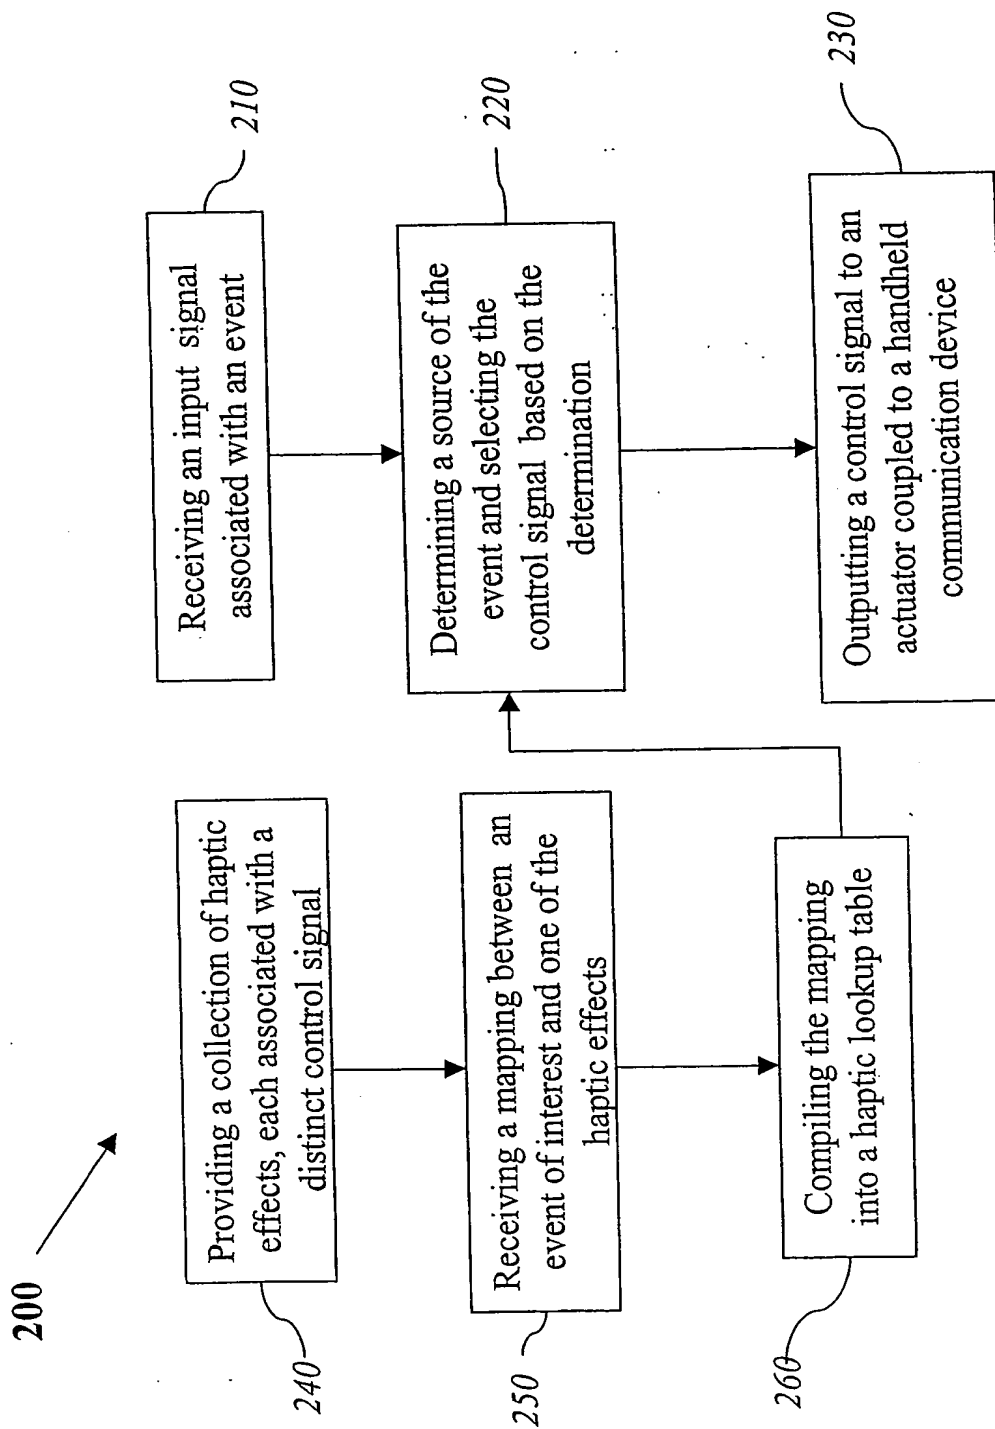 200
Providing a collection of haptic
effects, each associated with a
distinct control signal
240
Receiving a mapping between an
event of interest and one of the
haptic effects
250
Compiling the mapping
into a haptic lookup table
260
Receiving an input signal
associated with an event
210
Determining a source of the
event and selecting the
control signal based on the
determination
220
Outputting a control signal to an
actuator coupled to a handheld
communication device
230